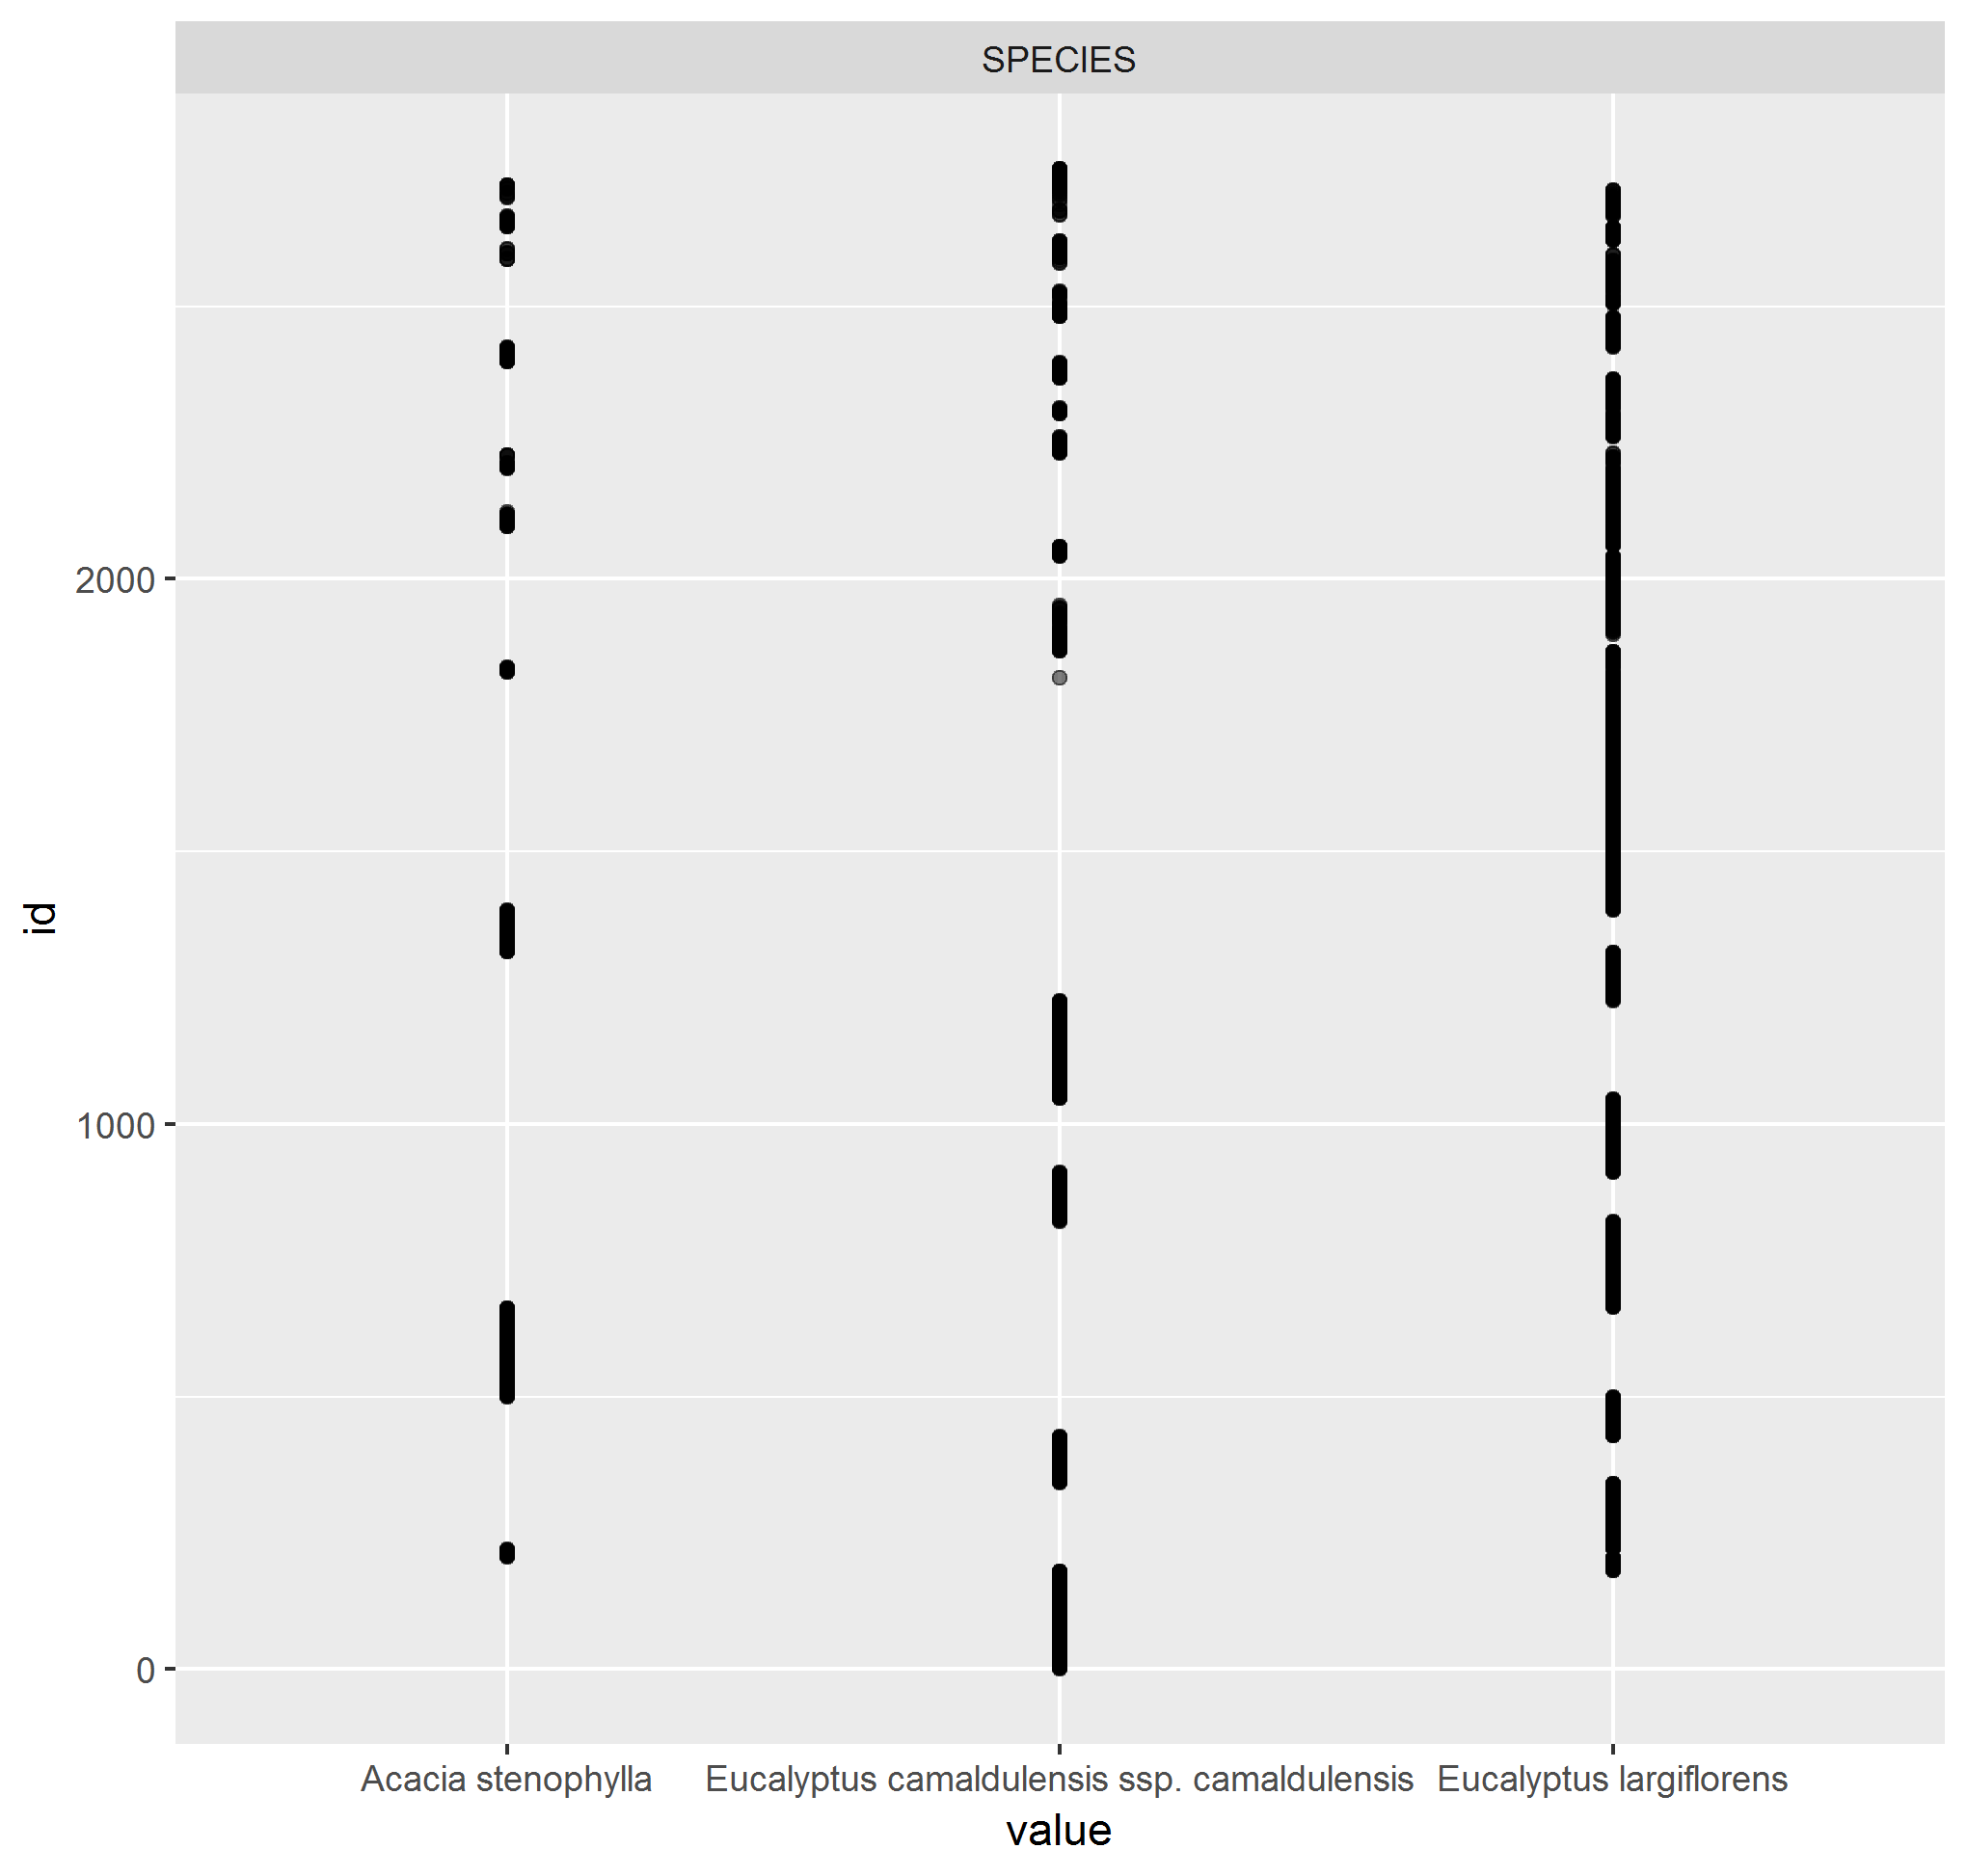 SPECIES
2000
1000
0
id
Acacia stenophylla Eucalyptus camaldulensis ssp. camaldulensis Eucalyptus largiflorens
value